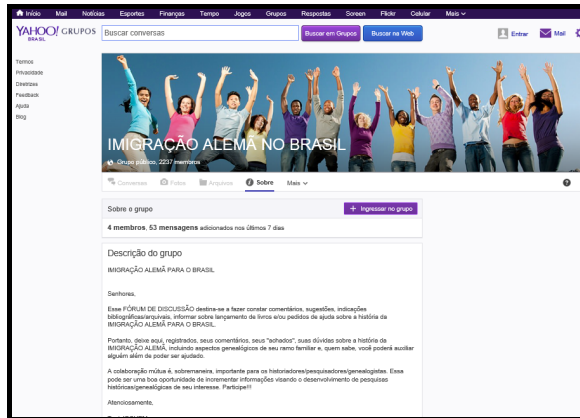 Início Mail Notícias Esportes Finanças Tempo Jogos Grupos Respostas Screen Flickr Celular Mais
YAHOO! GRUPOS
BRASIL
Buscar conversas
Buscar em Grupos
Buscar na Web
Entrar
Mail
Termos
Privacidade
Diretrizes
Feedback
Ajuda
Blog
IMIGRAÇÃO ALEMÃ NO BRASIL
Grupo público, 2237 membros
Conversas Fotos Arquivos Sobre Mais
Sobre o grupo
+ Ingressar no grupo
4 membros, 53 mensagens adicionados nos últimos 7 dias
Descrição do grupo
IMIGRAÇÃO ALEMÃ PARA O BRASIL
Senhores,
Esse FÓRUM DE DISCUSSÃO destina-se a fazer constar comentários, sugestões, indicações
bibliográficas/arquivais, informar sobre lançamento de livros e/ou pedidos de ajuda sobre a história da
IMIGRAÇÃO ALEMÃ PARA O BRASIL.
Portanto, deixe aqui, registrados, seus comentários, seus "achados", suas dúvidas sobre a história da
IMIGRAÇÃO ALEMÃ, incluindo aspectos genealógicos de seu ramo familiar e, quem sabe, você poderá auxiliar
alguém além de poder ser ajudado.
A colaboração mútua é, sobremaneira, importante para os historiadores/pesquisadores/genealogistas. Essa
pode ser uma boa oportunidade de incrementar informações visando o desenvolvimento de pesquisas
históricas/genealógicas de seu interesse. Participe!!!
Atenciosamente,